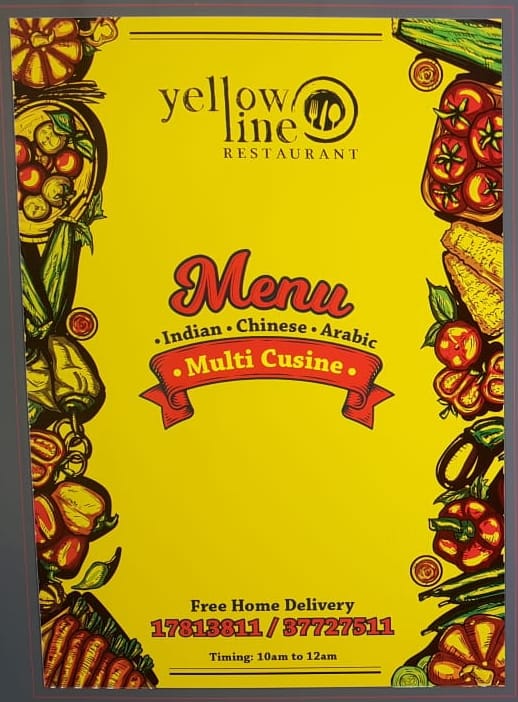 yellow
line
RESTAURANT
Menu
•Indian • Chinese • Arabic
• Multi Cusine •
Free Home Delivery
17813811 / 37727511
Timing: 10am to 12am